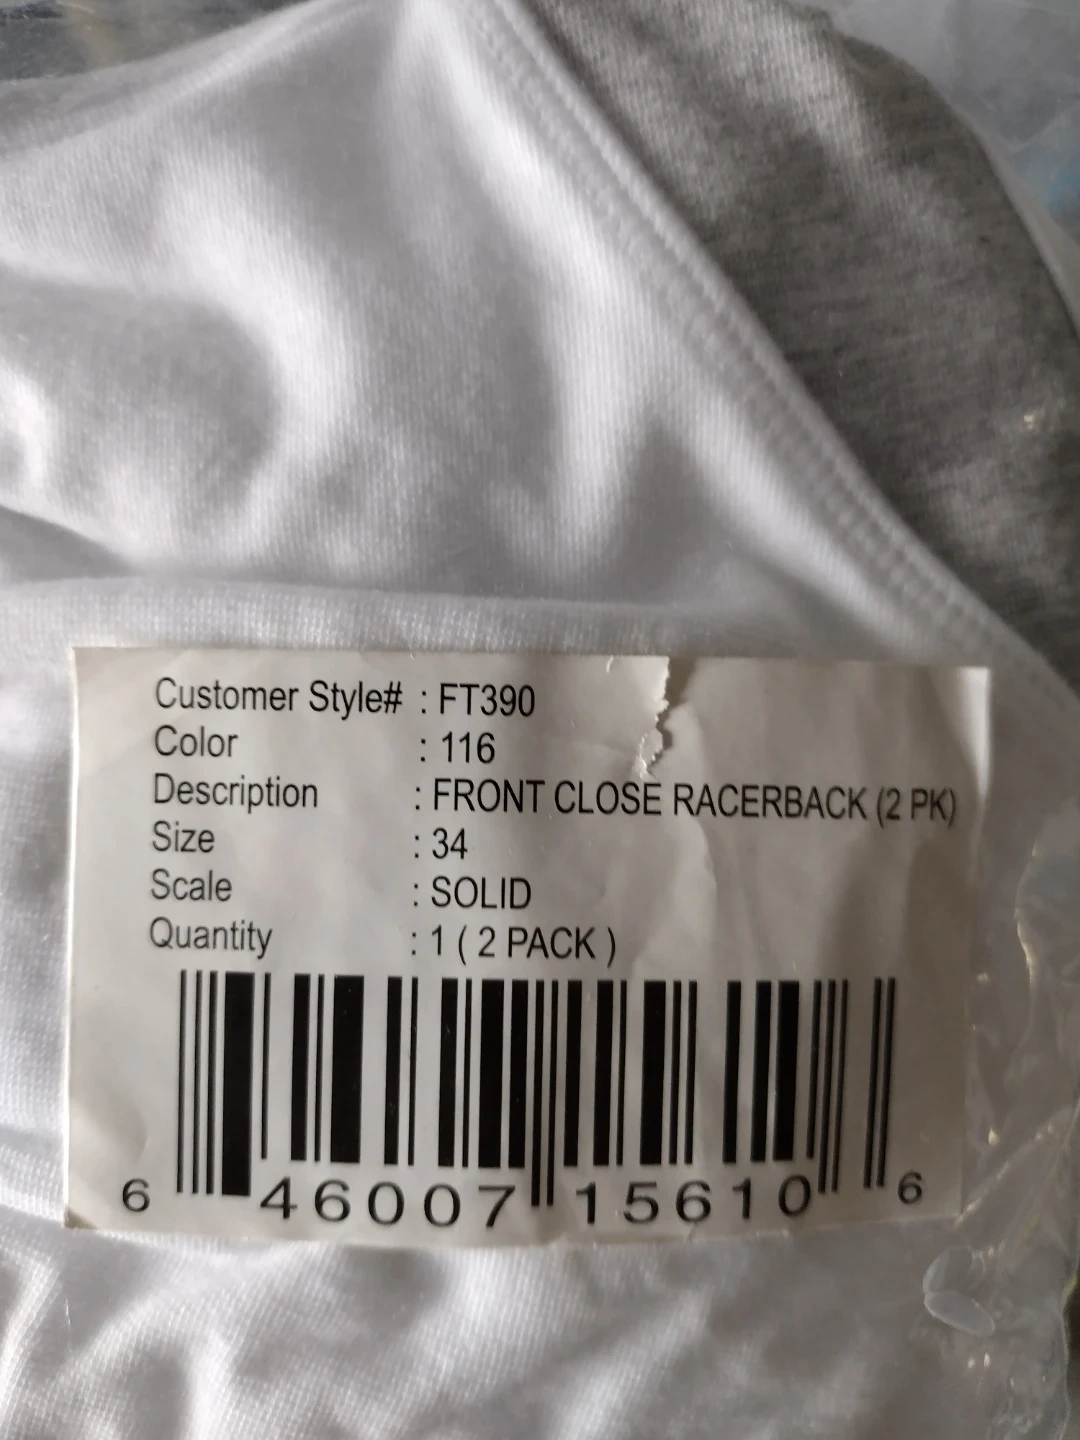 Customer Style# : FT390
Color : 116
Description : FRONT CLOSE RACERBACK (2 PK)
Size : 34
Scale : SOLID
Quantity : 1 ( 2 PACK )
6 46007 15610 6